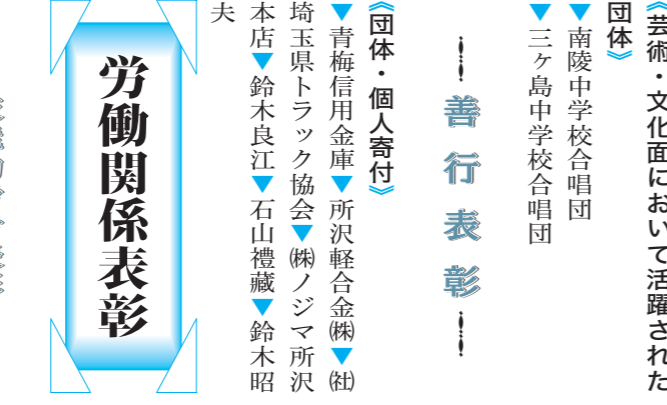 《芸術・文化面において活躍された
団体》
▼南陵中学校合唱団
▼三ケ島中学校合唱団
善行表彰
《団体・個人寄付》
▼青梅信用金庫▼所沢軽合金㈱▼㈳
埼玉県トラック協会▼㈱ノジマ所沢
本店▼鈴木良江▼石山禮藏▼鈴木昭
夫
労働関係表彰